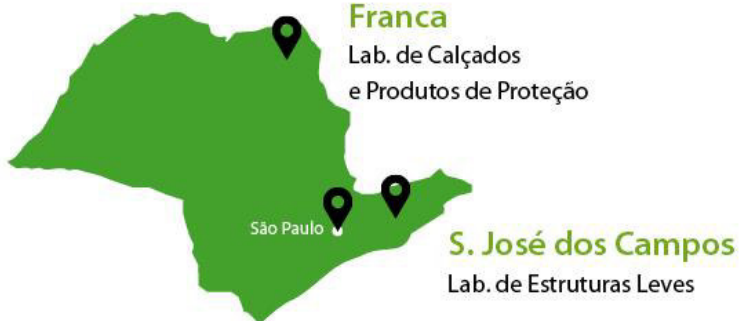 Franca
Lab. de Calçados
e Produtos de Proteção
São Paulo
S. José dos Campos
Lab. de Estruturas Leves